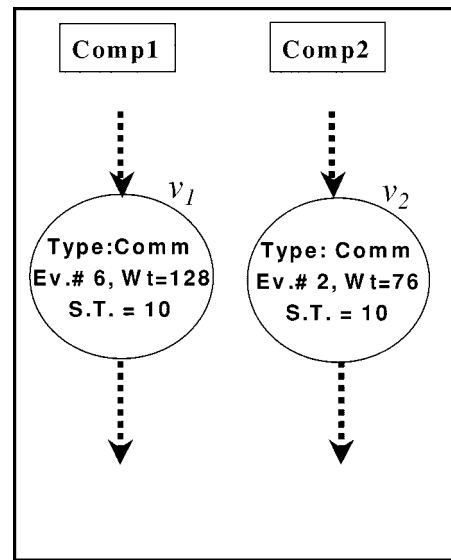 Comp1
Comp2
v1
Type:Comm
Ev.# 6, Wt=128
S.T. = 10
v2
Type: Comm
Ev.# 2, Wt=76
S.T. = 10